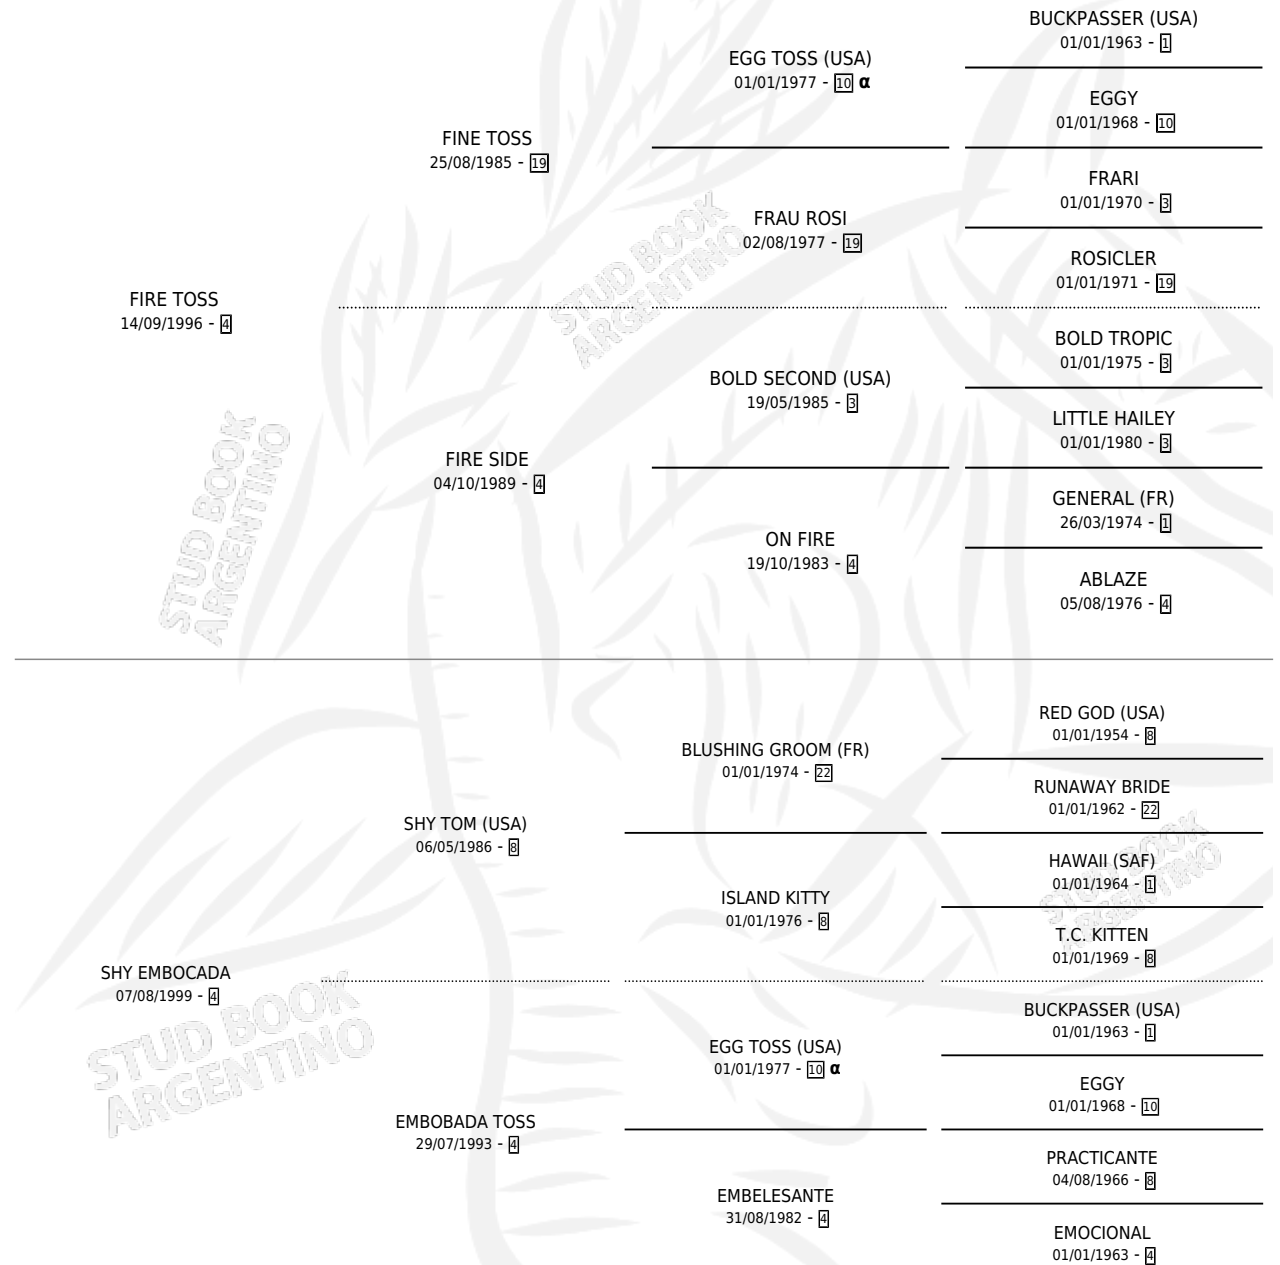 BUCKPASSER (USA)
01/01/1963 - 1
EGG TOSS (USA)
01/01/1977 - 10 α
EGGY
01/01/1968 - 10
FINE TOSS
25/08/1985 - 19
FRARI
01/01/1970 - 3
FRAU ROSI
02/08/1977 - 19
ROSICLER
01/01/1971 - 19
FIRE TOSS
14/09/1996 - 4
BOLD TROPIC
01/01/1975 - 3
BOLD SECOND (USA)
19/05/1985 - 3
LITTLE HAILEY
01/01/1980 - 3
FIRE SIDE
04/10/1989 - 4
GENERAL (FR)
26/03/1974 - 1
ON FIRE
19/10/1983 - 4
ABLAZE
05/08/1976 - 4
RED GOD (USA)
01/01/1954 - 8
BLUSHING GROOM (FR)
01/01/1974 - 22
RUNAWAY BRIDE
01/01/1962 - 22
SHY TOM (USA)
06/05/1986 - 8
HAWAII (SAF)
01/01/1964 - 1
ISLAND KITTY
01/01/1976 - 8
T.C. KITTEN
01/01/1969 - 8
SHY EMBOCADA
07/08/1999 - 4
BUCKPASSER (USA)
01/01/1963 - 1
EGG TOSS (USA)
01/01/1977 - 10 α
EGGY
01/01/1968 - 10
EMBOBADA TOSS
29/07/1993 - 4
PRACTICANTE
04/08/1966 - 8
EMBELESANTE
31/08/1982 - 4
EMOCIONAL
01/01/1963 - 4
STUD BOOK
ARGENTINO
STUD BOOK
ARGENTINO
STUD BOOK
ARGENTINO
STUD BOOK
ARGENTINO